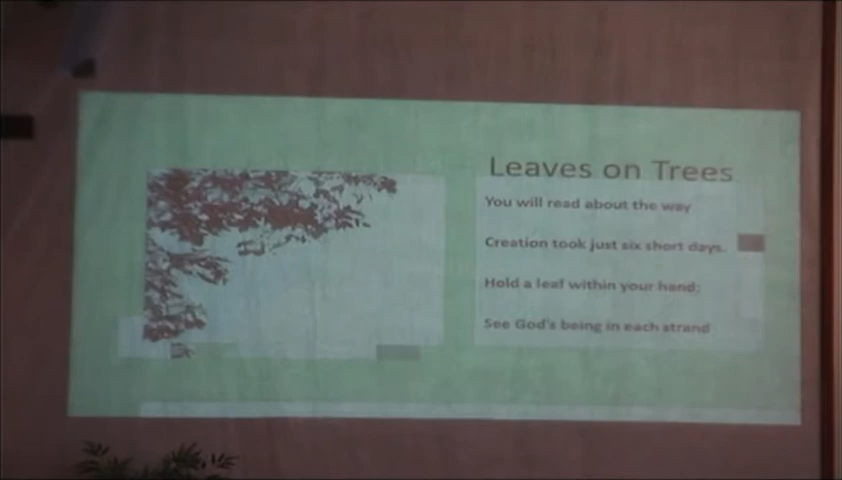 Leaves on Trees
You will read about the way
Creation took just six short days.
Hold a leaf within your hand;
See God's being in each strand